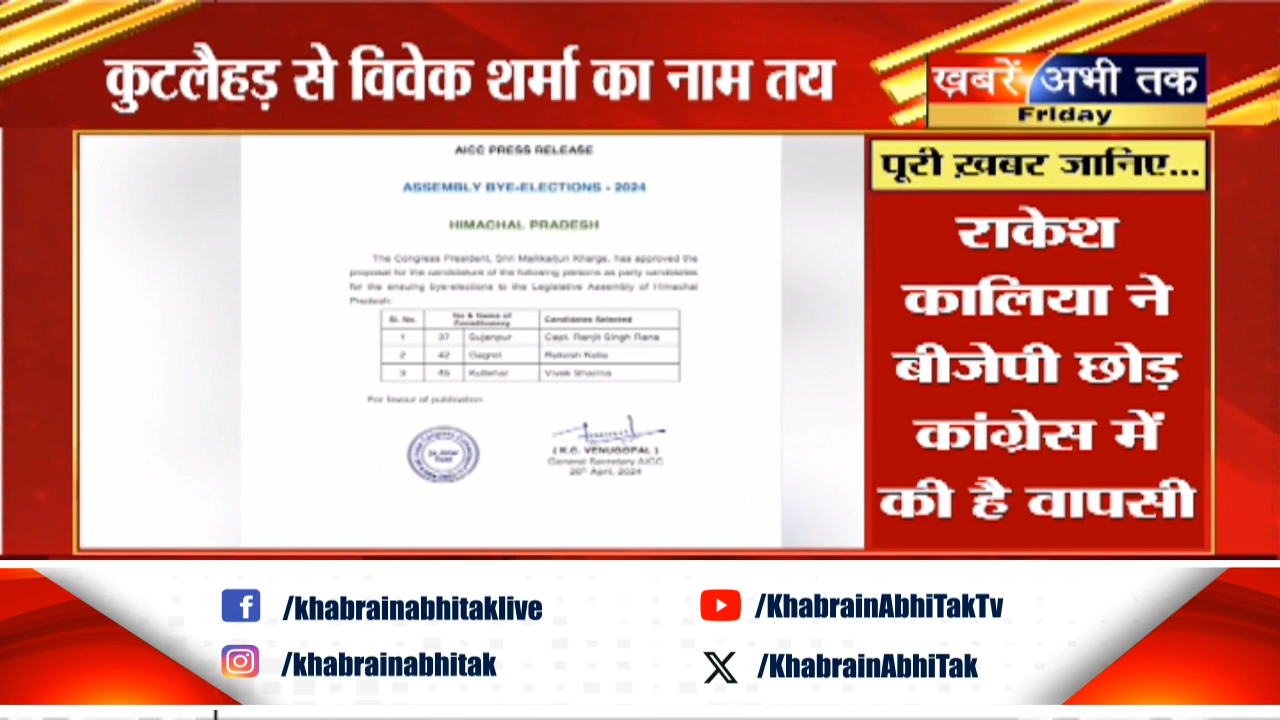 कुटलैहड़ से विवेक शर्मा का नाम तय
ख़बरें अभी तक
Friday
पूरी ख़बर जानिए...
राकेश
कालिया ने
बीजेपी छोड़
कांग्रेस में
की है वापसी
AICC PRESS RELEASE
ASSEMBLY BYE-ELECTIONS - 2024
HIMACHAL PRADESH
The Congress President, Shri Mallikarjun Kharge, has approved the
proposal for the candidature of the following persons as party candidates
for the ensuing bye-elections to the Legislative Assembly of Himachal
Pradesh:
Sl. No. No & Name of Constituency Candidates Selected
1 37 Sujanpur Capt. Ranjit Singh Rana
2 42 Gagret Rakesh Kalia
3 45 Kutlehar Vivek Sharma
For favour of publication
(K.C. VENUGOPAL)
General Secretary AICC
26th April, 2024
/khabrainabhitaklive
/KhabrainAbhiTakTv
/khabrainabhitak
/KhabrainAbhiTak